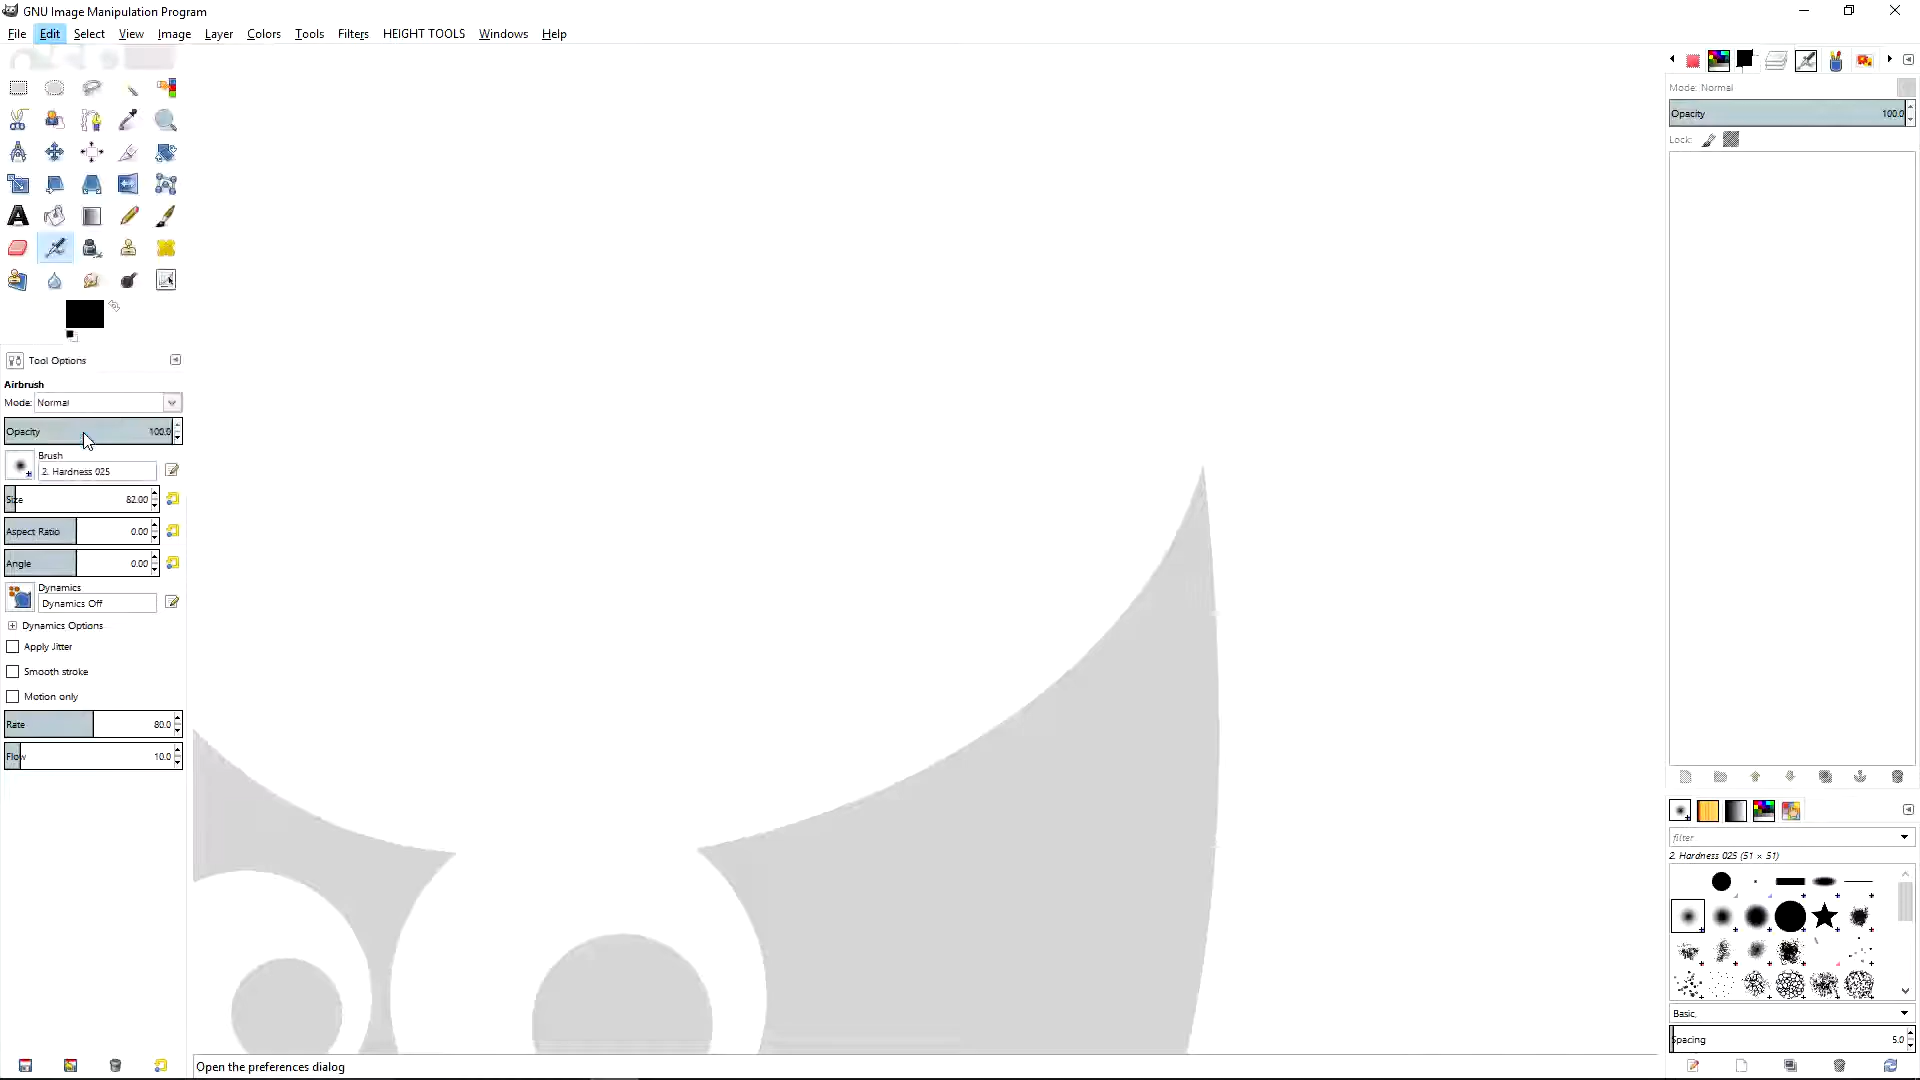 GNU Image Manipulation Program
File Edit Select View Image Layer Colors Tools Filters HEIGHT TOOLS Windows Help
Tool Options
Airbrush
Mode: Normal
Opacity 100.0
Brush
2. Hardness 025
Size 82.00
Aspect Ratio 0.00
Angle 0.00
Dynamics
Dynamics Off
Dynamics Options
Apply Jitter
Smooth stroke
Motion only
Rate 80.0
Flow 10.0
Open the preferences dialog
Mode: Normal
Opacity 100.0
Lock:
filter
2. Hardness 025 (51 × 51)
Basic,
Spacing 5.0